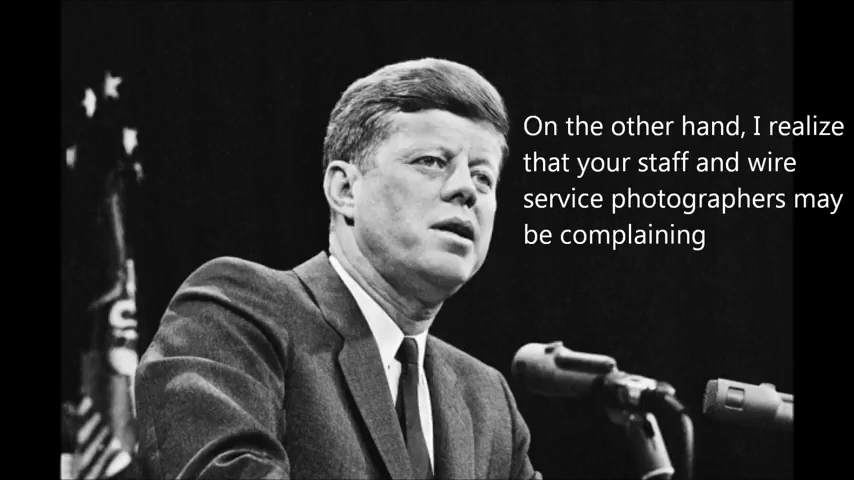 On the other hand, I realize
that your staff and wire
service photographers may
be complaining